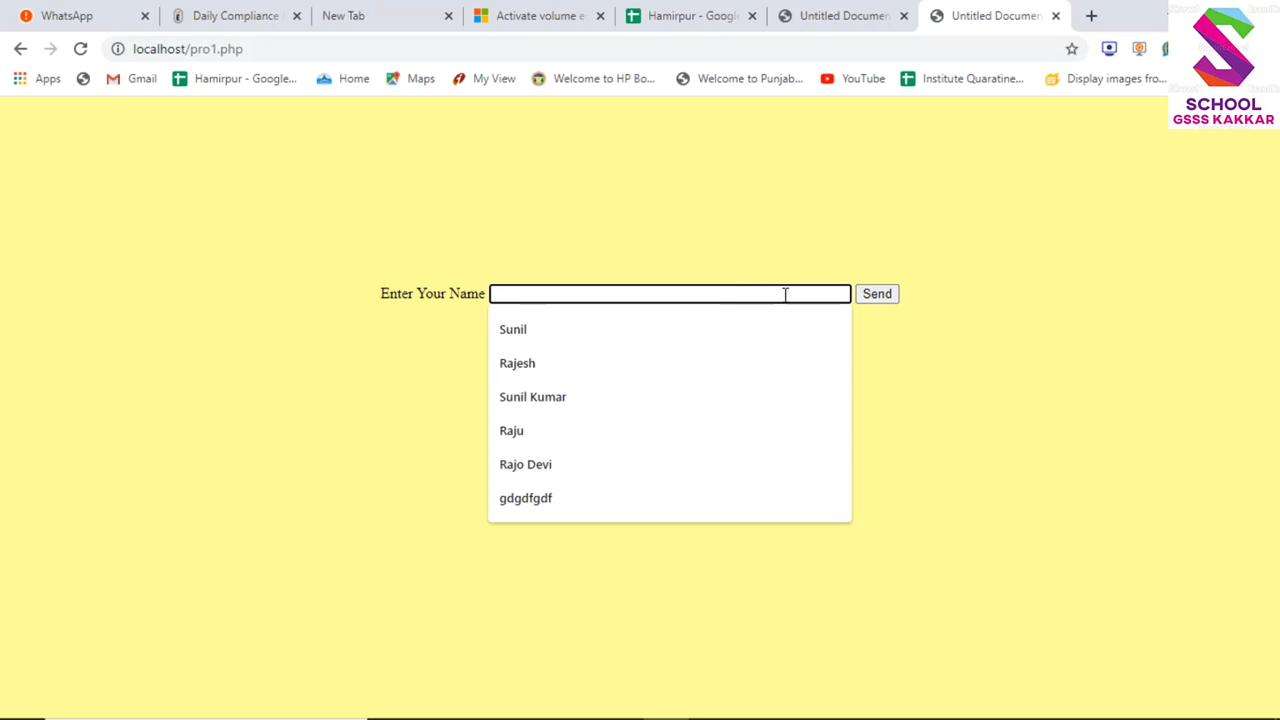 WhatsApp
Daily Compliance
New Tab
Activate volume e
Hamirpur - Google
Untitled Documen
Untitled Documen
localhost/pro1.php
Apps
Gmail
Hamirpur - Google...
Home
Maps
My View
Welcome to HP Bo...
Welcome to Punjab...
YouTube
Institute Quaratine...
Display images fro...
SCHOOL
GSSS KAKKAR
Enter Your Name
Send
Sunil
Rajesh
Sunil Kumar
Raju
Rajo Devi
gdgdfgdf